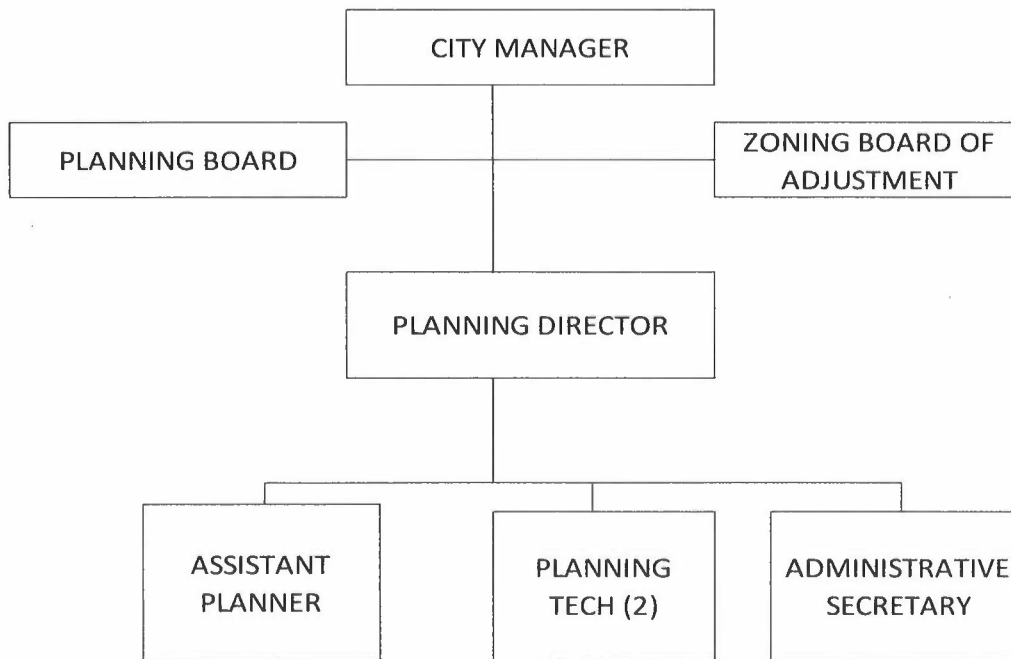 CITY MANAGER
PLANNING BOARD
ZONING BOARD OF
ADJUSTMENT
PLANNING DIRECTOR
ASSISTANT
PLANNER
PLANNING
TECH (2)
ADMINISTRATIVE
SECRETARY